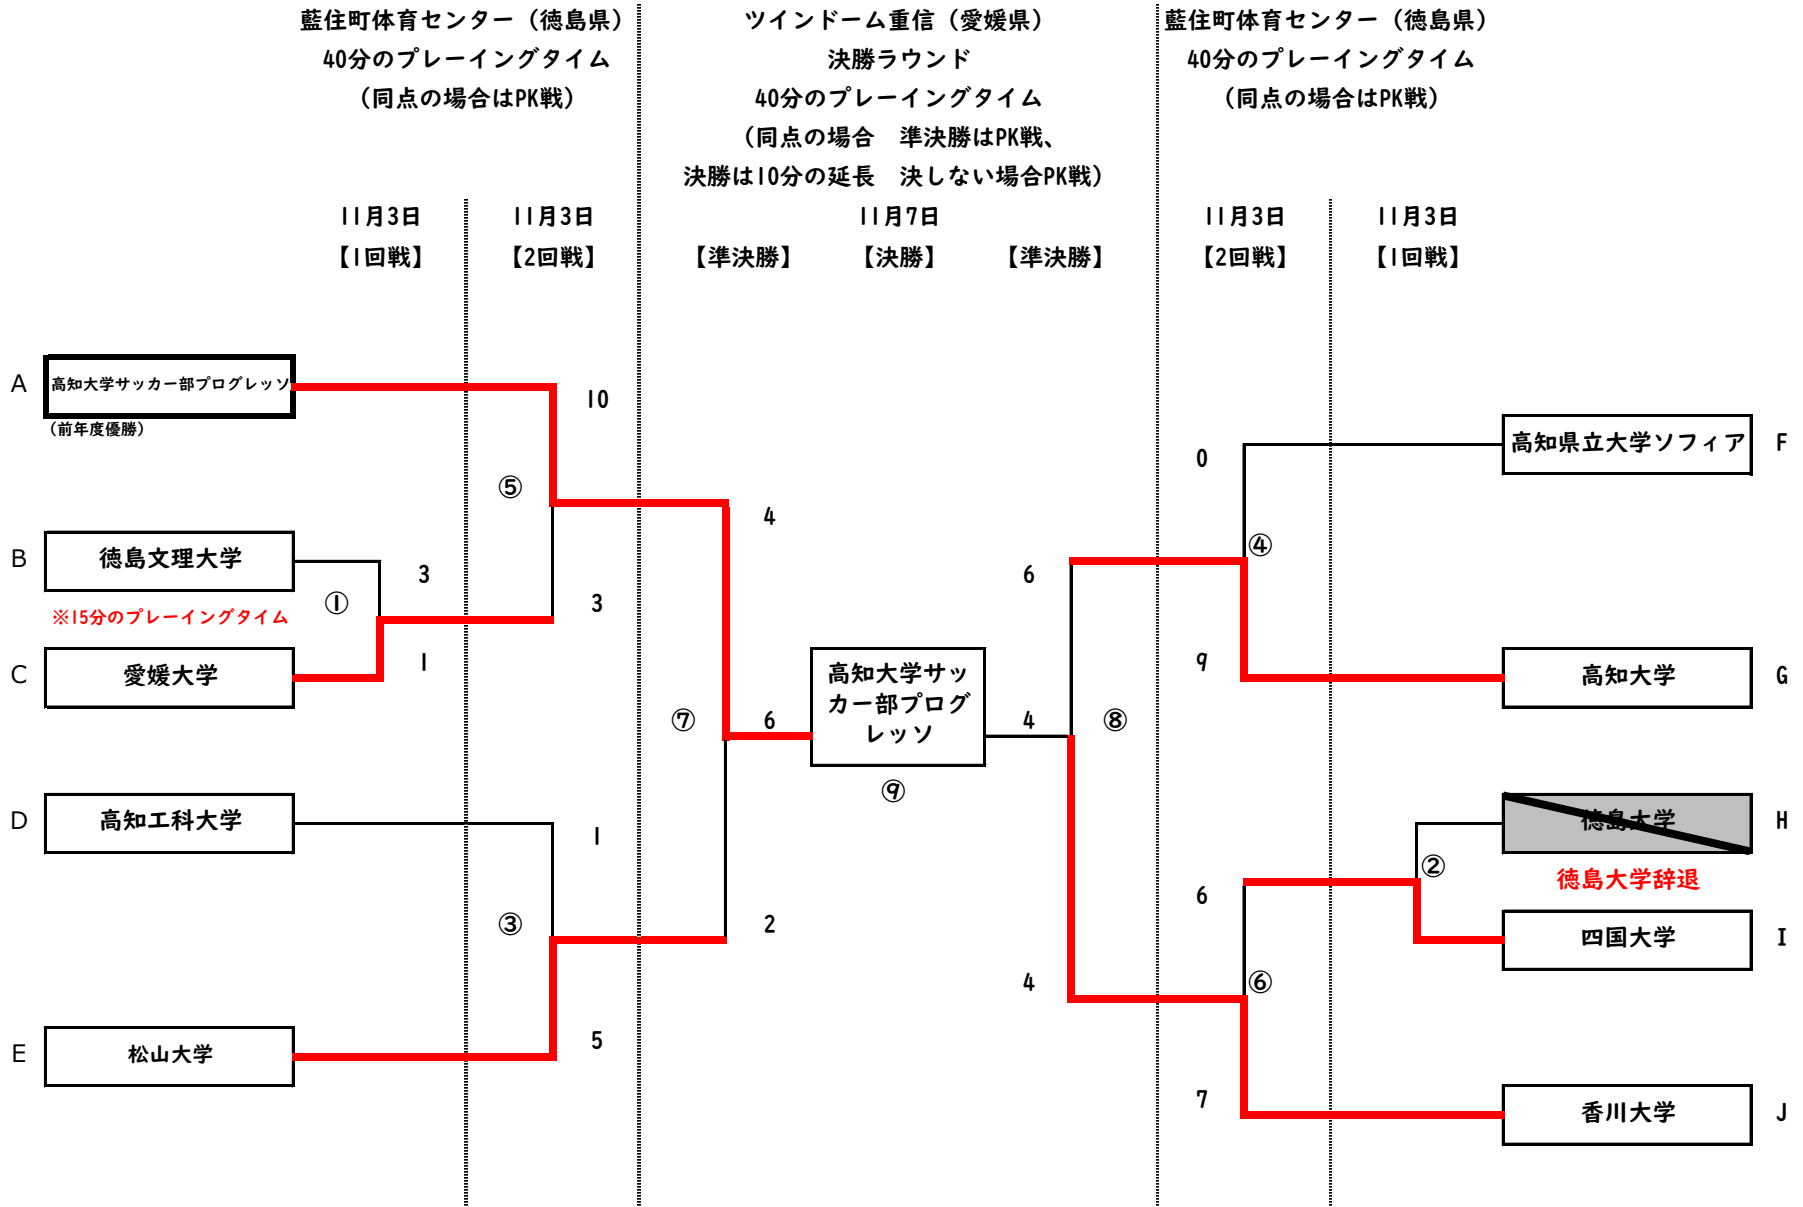 藍住町体育センター（徳島県）
40分のプレーイングタイム
（同点の場合はPK戦）
ツインドーム重信（愛媛県）
決勝ラウンド
40分のプレーイングタイム
（同点の場合　準決勝はPK戦、
決勝は10分の延長　決しない場合PK戦）
藍住町体育センター（徳島県）
40分のプレーイングタイム
（同点の場合はPK戦）
11月3日
【1回戦】
11月3日
【2回戦】
11月7日
【準決勝】
【決勝】
【準決勝】
11月3日
【2回戦】
11月3日
【1回戦】
A
高知大学サッカー部プログレッソ
（前年度優勝）
10
⑤
B
徳島文理大学
3
※15分のプレーイングタイム
①
3
C
愛媛大学
1
4
⑦
6
D
高知工科大学
1
③
2
E
松山大学
5
高知大学サッ
カー部プログ
レッソ
⑨
6
4
⑧
4
0
高知県立大学ソフィア
F
④
9
高知大学
G
徳島大学
H
②
徳島大学辞退
6
四国大学
I
⑥
7
香川大学
J